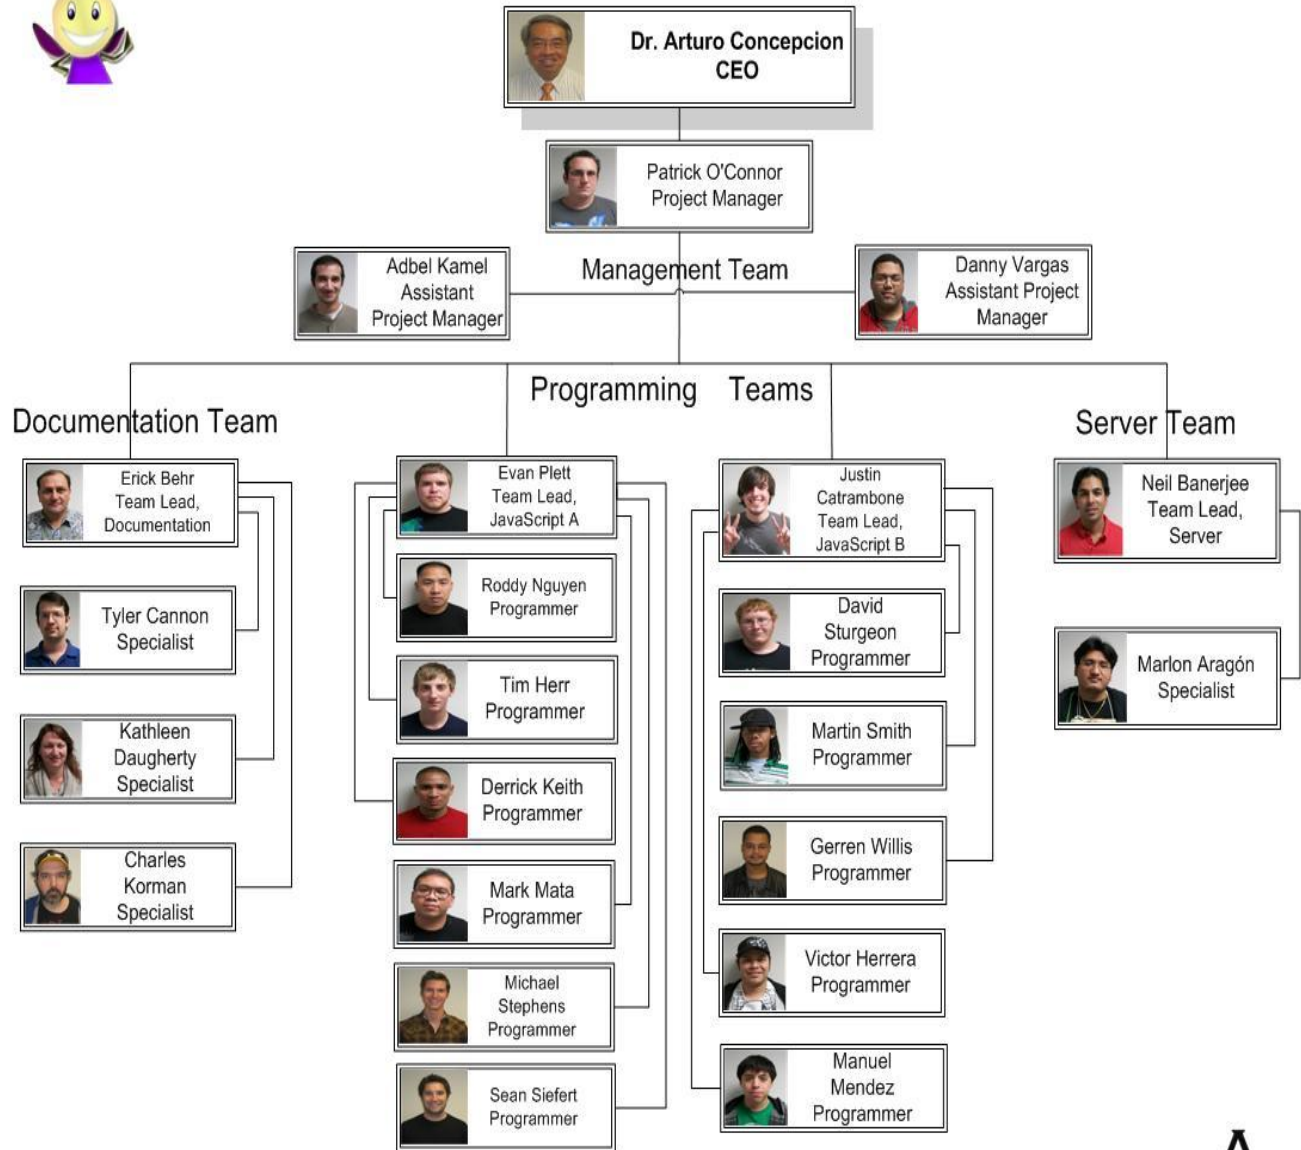 Dr. Arturo Concepcion
CEO
Patrick O'Connor
Project Manager
Management Team
Adbel Kamel
Assistant
Project Manager
Danny Vargas
Assistant Project
Manager
Programming Teams
Documentation Team
Server Team
Erick Behr
Team Lead,
Documentation
Tyler Cannon
Specialist
Kathleen
Daugherty
Specialist
Charles
Korman
Specialist
Evan Plett
Team Lead,
JavaScript A
Roddy Nguyen
Programmer
Tim Herr
Programmer
Derrick Keith
Programmer
Mark Mata
Programmer
Michael
Stephens
Programmer
Sean Siefert
Programmer
Justin
Catrambone
Team Lead,
JavaScript B
David
Sturgeon
Programmer
Martin Smith
Programmer
Gerren Willis
Programmer
Victor Herrera
Programmer
Manuel
Mendez
Programmer
Neil Banerjee
Team Lead,
Server
Marlon Aragón
Specialist